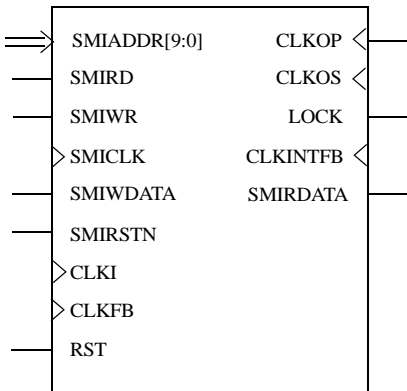 SMIADDR[9:0] CLKOP
SMIRD CLKOS
SMIWR LOCK
SMICLK CLKINTFB
SMIWDATA SMIRDATA
SMIRSTN
CLKI
CLKFB
RST